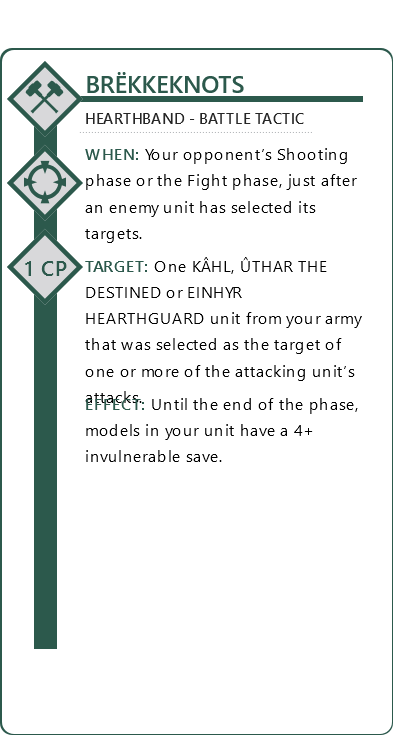 BRËKKEKNOTS
HEARTHBAND - BATTLE TACTIC
WHEN: Your opponent's Shooting
phase or the Fight phase, just after
an enemy unit has selected its
targets.
1 CP
TARGET: One KÂHL, ÛTHAR THE
DESTINED or EINHYR
HEARTHGUARD unit from your army
that was selected as the target of
one or more of the attacking unit's
attacks.
EFFECT: Until the end of the phase,
models in your unit have a 4+
invulnerable save.